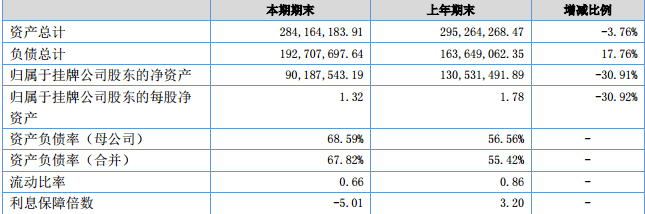 本期期末 上年期末 增减比例
资产总计 284,164,183.91 295,264,268.47 -3.76%
负债总计 192,707,697.64 163,649,062.35 17.76%
归属于挂牌公司股东的净资产 90,187,543.19 130,531,491.89 -30.91%
归属于挂牌公司股东的每股净 1.32 1.78 -30.92%
资产
资产负债率（母公司） 68.59% 56.56% -
资产负债率（合并） 67.82% 55.42% -
流动比率 0.66 0.86 -
利息保障倍数 -5.01 3.20 -